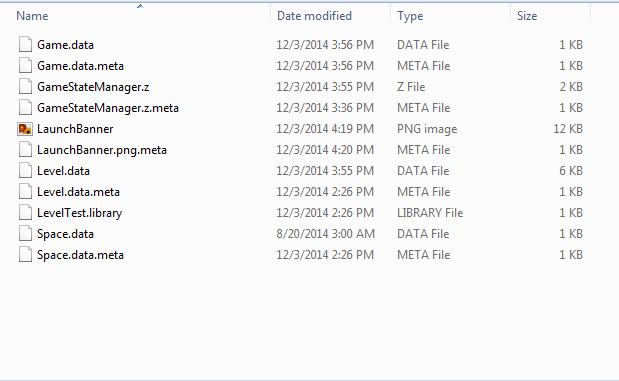 Name Date modified Type Size
Game.data 12/3/2014 3:56 PM DATA File 1 KB
Game.data.meta 12/3/2014 3:56 PM META File 1 KB
GameStateManager.z 12/3/2014 3:55 PM Z File 2 KB
GameStateManager.z.meta 12/3/2014 3:36 PM META File 1 KB
LaunchBanner 12/3/2014 4:19 PM PNG image 12 KB
LaunchBanner.png.meta 12/3/2014 4:20 PM META File 1 KB
Level.data 12/3/2014 3:55 PM DATA File 6 KB
Level.data.meta 12/3/2014 2:26 PM META File 1 KB
LevelTest.library 12/3/2014 2:26 PM LIBRARY File 1 KB
Space.data 8/20/2014 3:00 AM DATA File 1 KB
Space.data.meta 12/3/2014 2:26 PM META File 1 KB